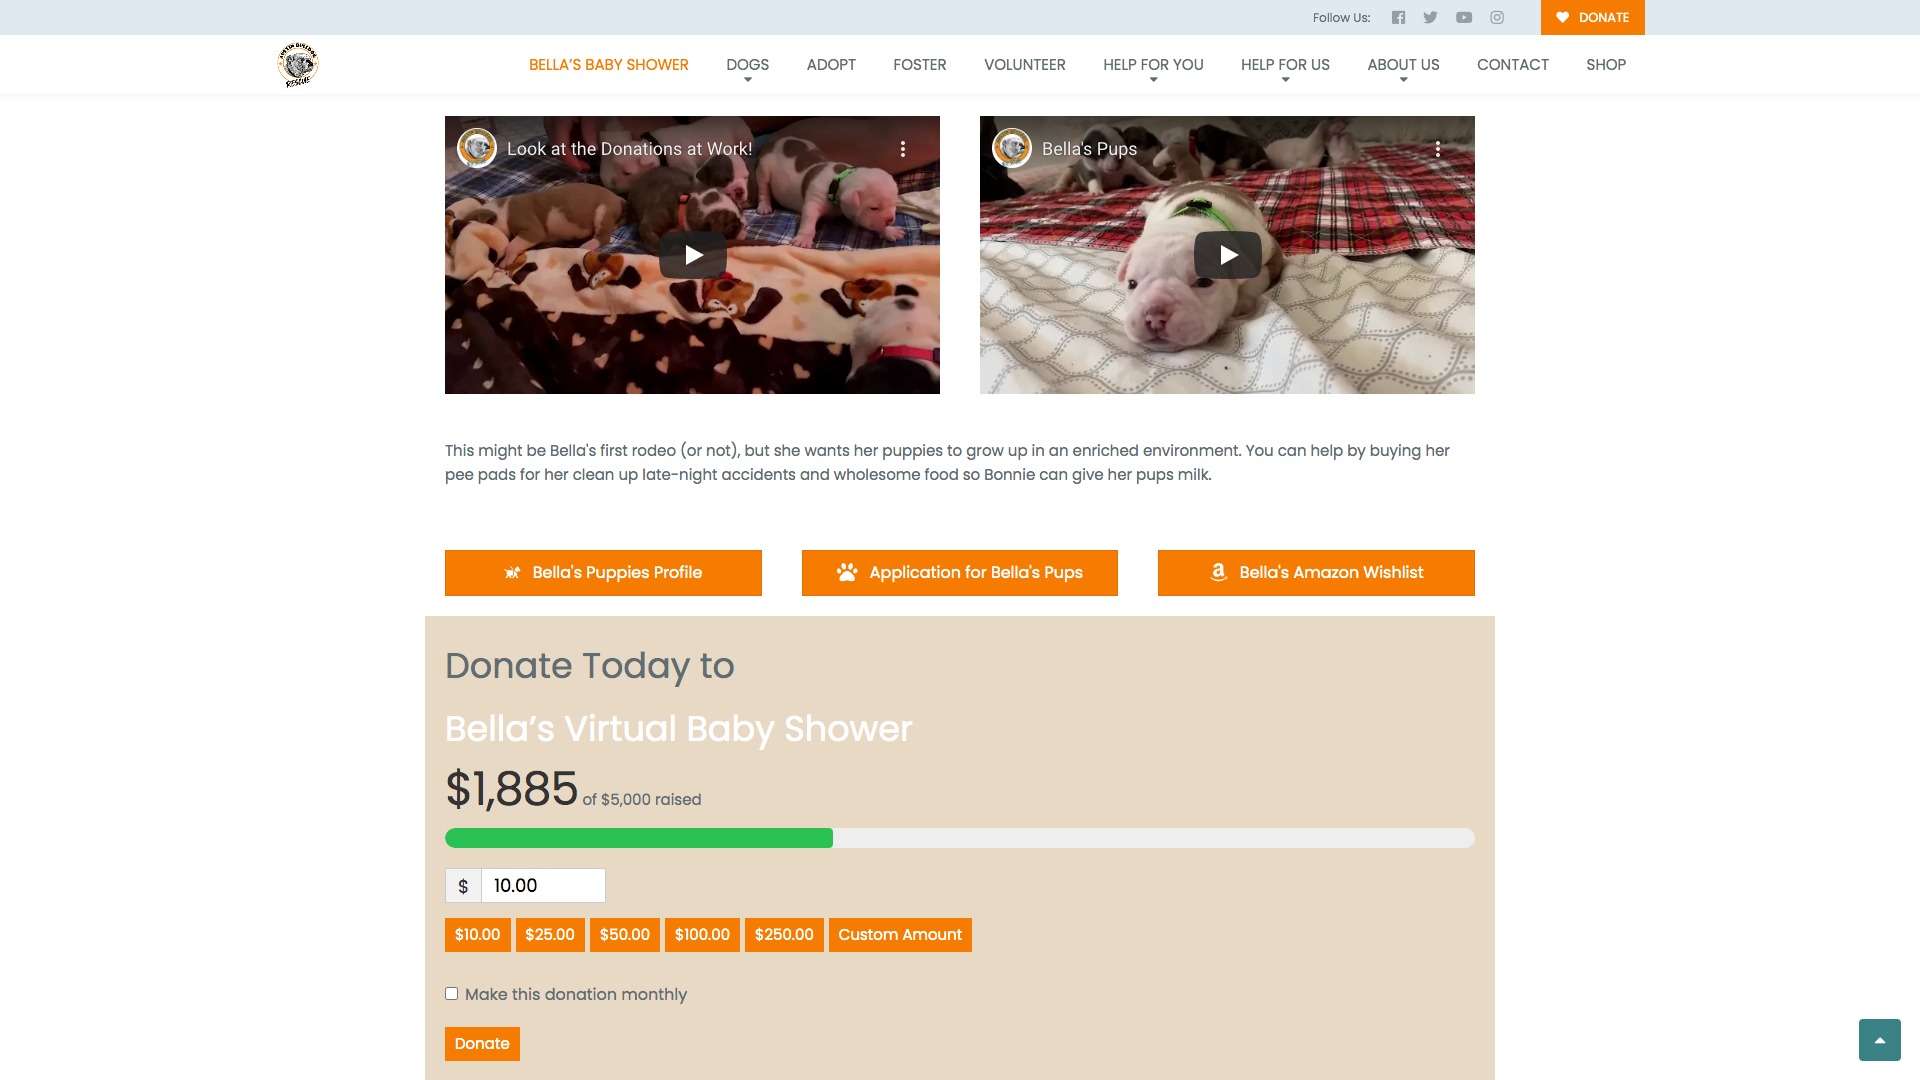 Follow Us:
DONATE
AUSTIN BULLDOG
RESCUE
BELLA'S BABY SHOWER
DOGS
ADOPT
FOSTER
VOLUNTEER
HELP FOR YOU
HELP FOR US
ABOUT US
CONTACT
SHOP
Look at the Donations at Work!
Bella's Pups
This might be Bella's first rodeo (or not), but she wants her puppies to grow up in an enriched environment. You can help by buying her
pee pads for her clean up late-night accidents and wholesome food so Bonnie can give her pups milk.
Bella's Puppies Profile
Application for Bella's Pups
Bella's Amazon Wishlist
Donate Today to
Bella’s Virtual Baby Shower
$1,885 of $5,000 raised
$ 10.00
$10.00 $25.00 $50.00 $100.00 $250.00 Custom Amount
Make this donation monthly
Donate